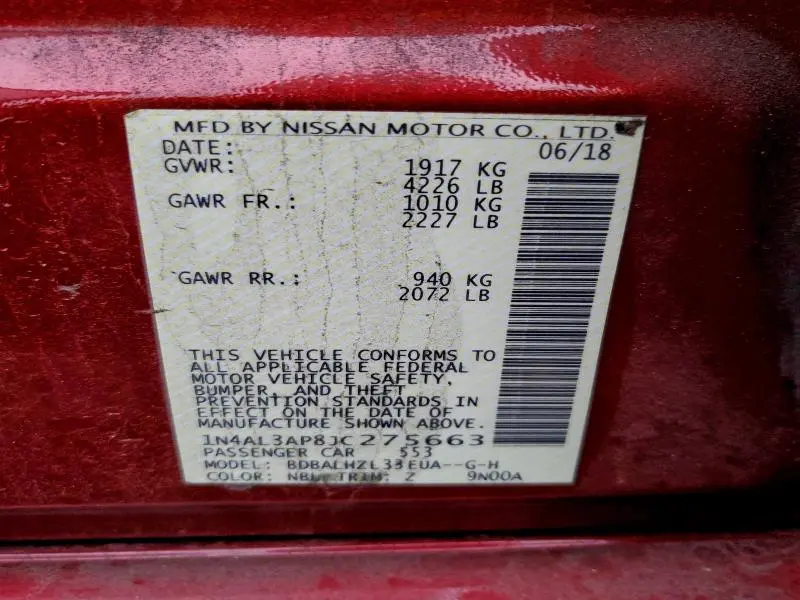 MFD BY NISSAN MOTOR CO., LTD.
DATE: 06/18
GVWR: 1917 KG
4226 LB
GAWR FR.: 1010 KG
2227 LB
GAWR RR.: 940 KG
2072 LB
THIS VEHICLE CONFORMS TO
ALL APPLICABLE FEDERAL
MOTOR VEHICLE SAFETY,
BUMPER, AND THEFT
PREVENTION STANDARDS IN
EFFECT ON THE DATE OF
MANUFACTURE SHOWN ABOVE.
1N4AL3AP8JC275663
PASSENGER CAR 553
MODEL: BDBALHZL33EUA--G-H
COLOR: TRIM: Z 9N00A